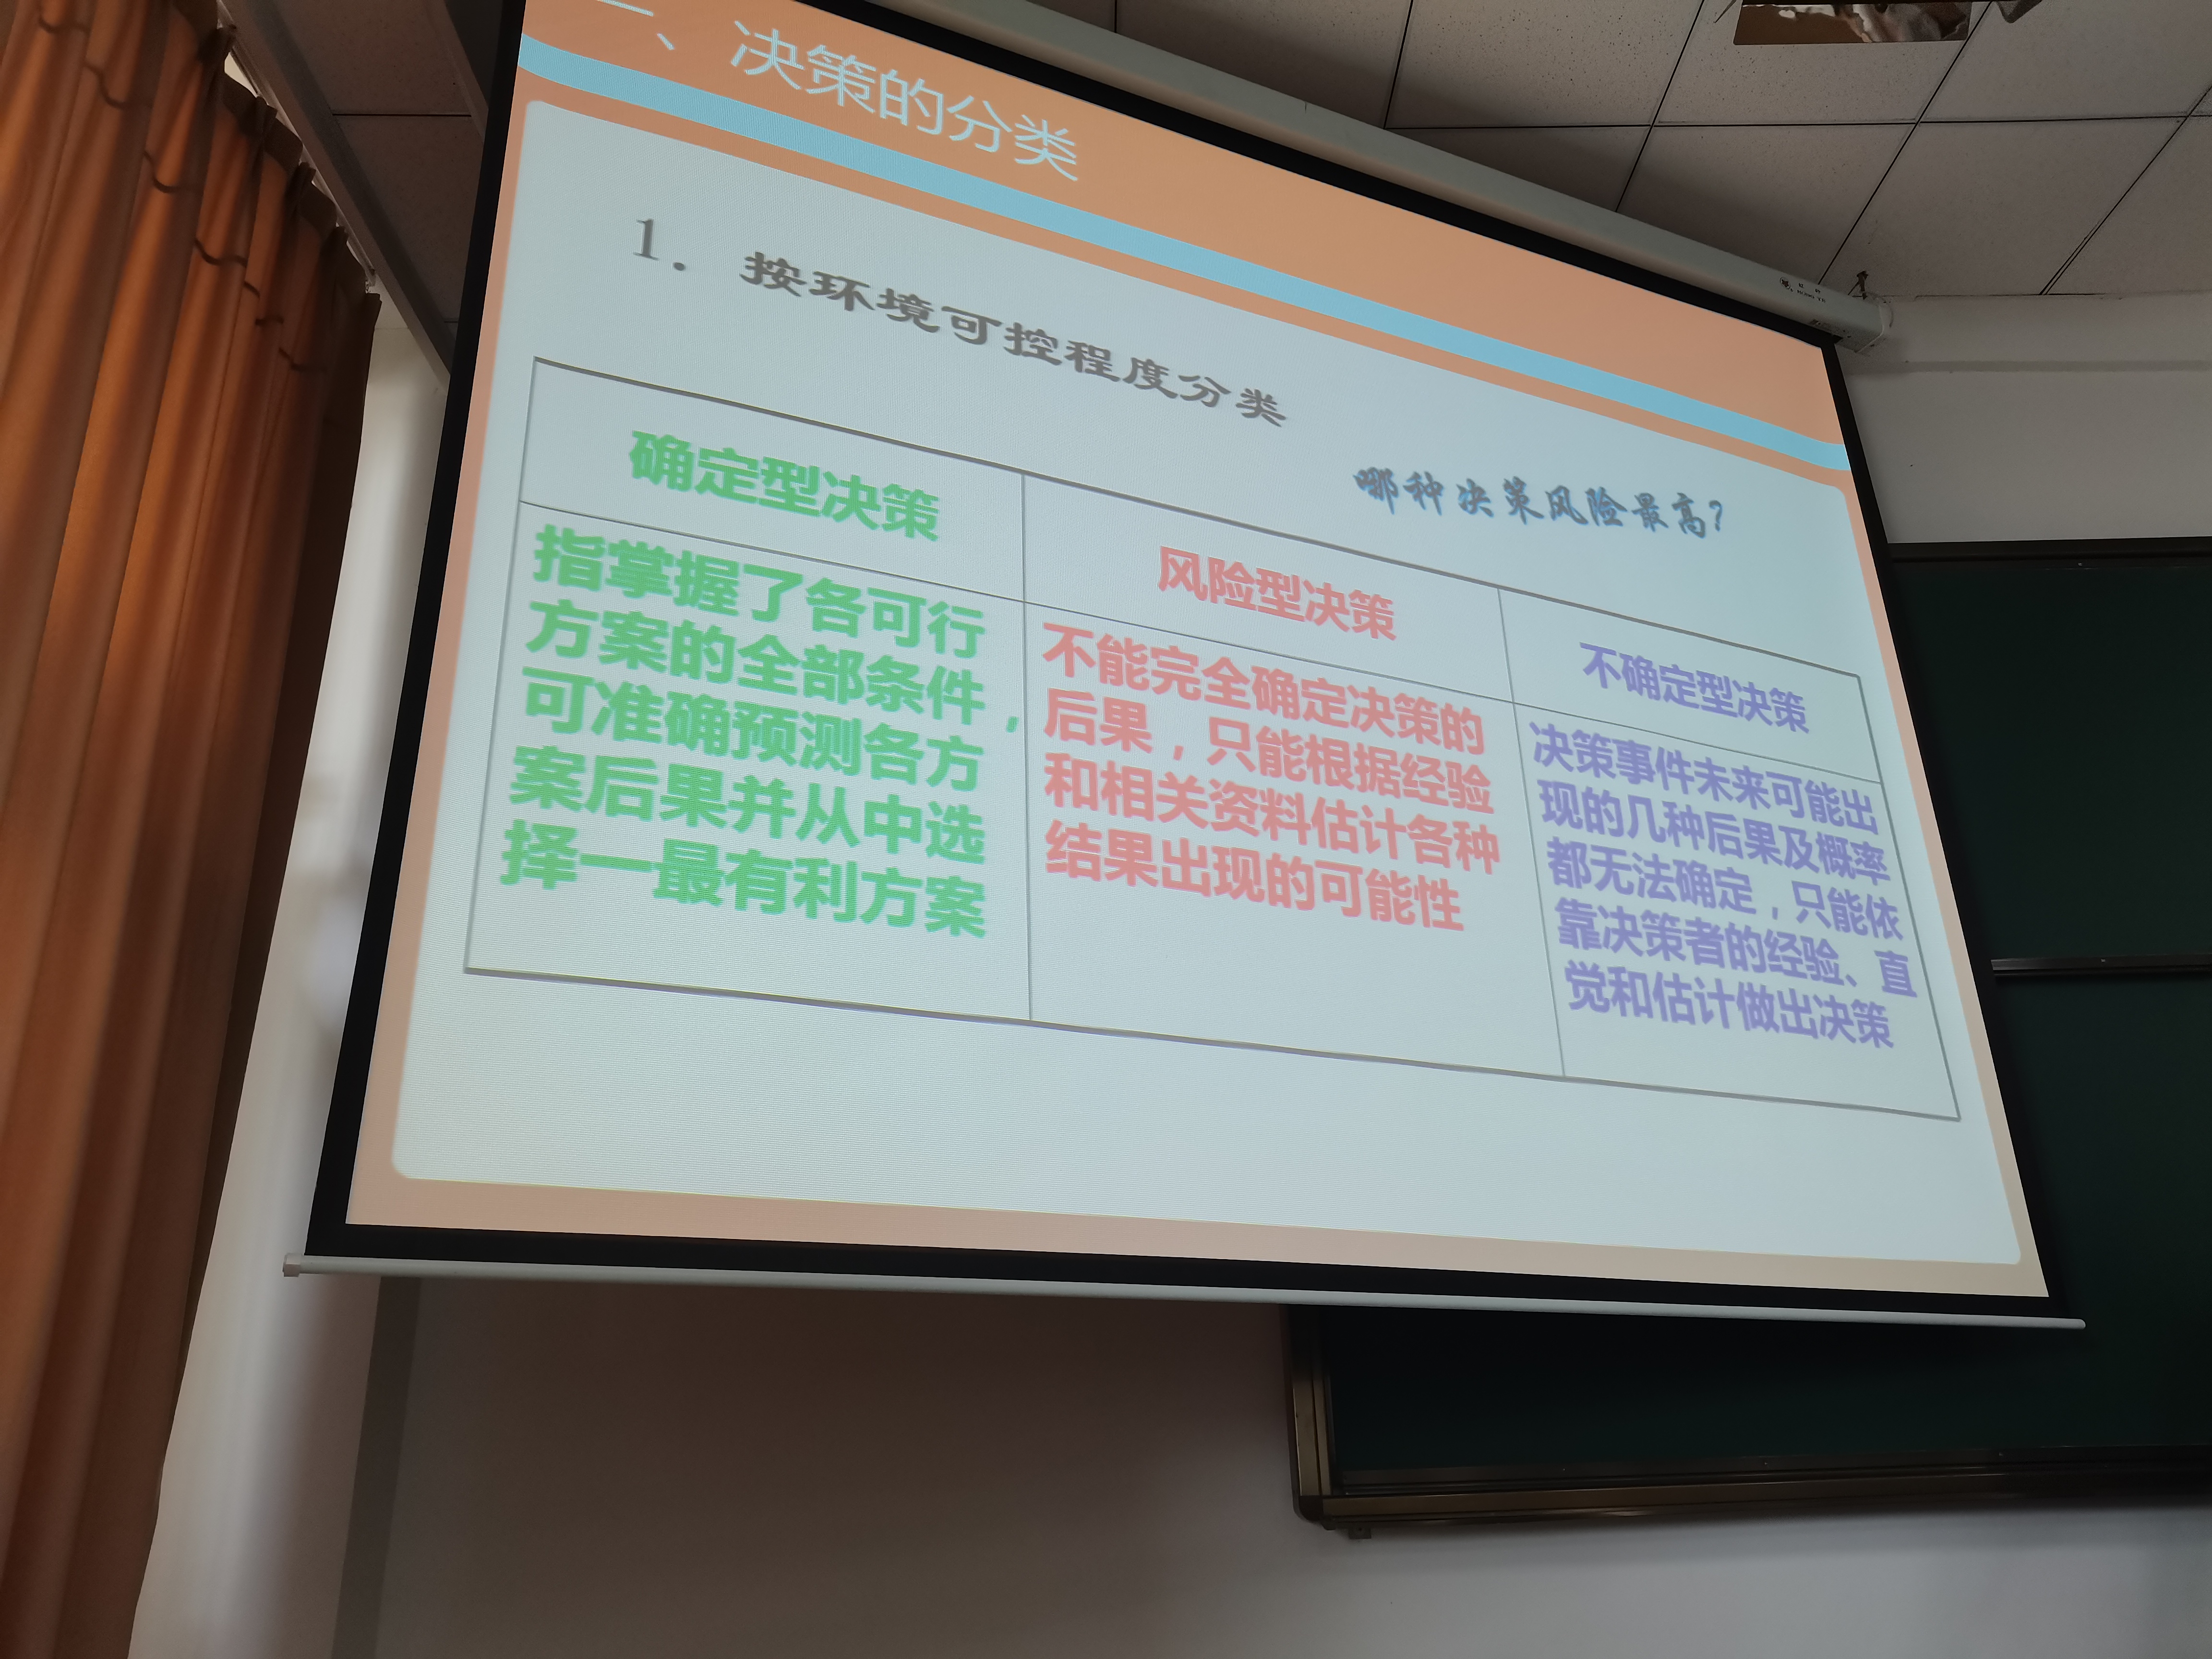 一、决策的分类
1. 按环境可控程度分类
哪种决策风险最高?
确定型决策
指掌握了各可行
方案的全部条件，
可准确预测各方
案后果并从中选
择一最有利方案
风险型决策
不能完全确定决策的
后果，只能根据经验
和相关资料估计各种
结果出现的可能性
不确定型决策
决策事件未来可能出
现的几种后果及概率
都无法确定，只能依
靠决策者的经验、直
觉和估计做出决策